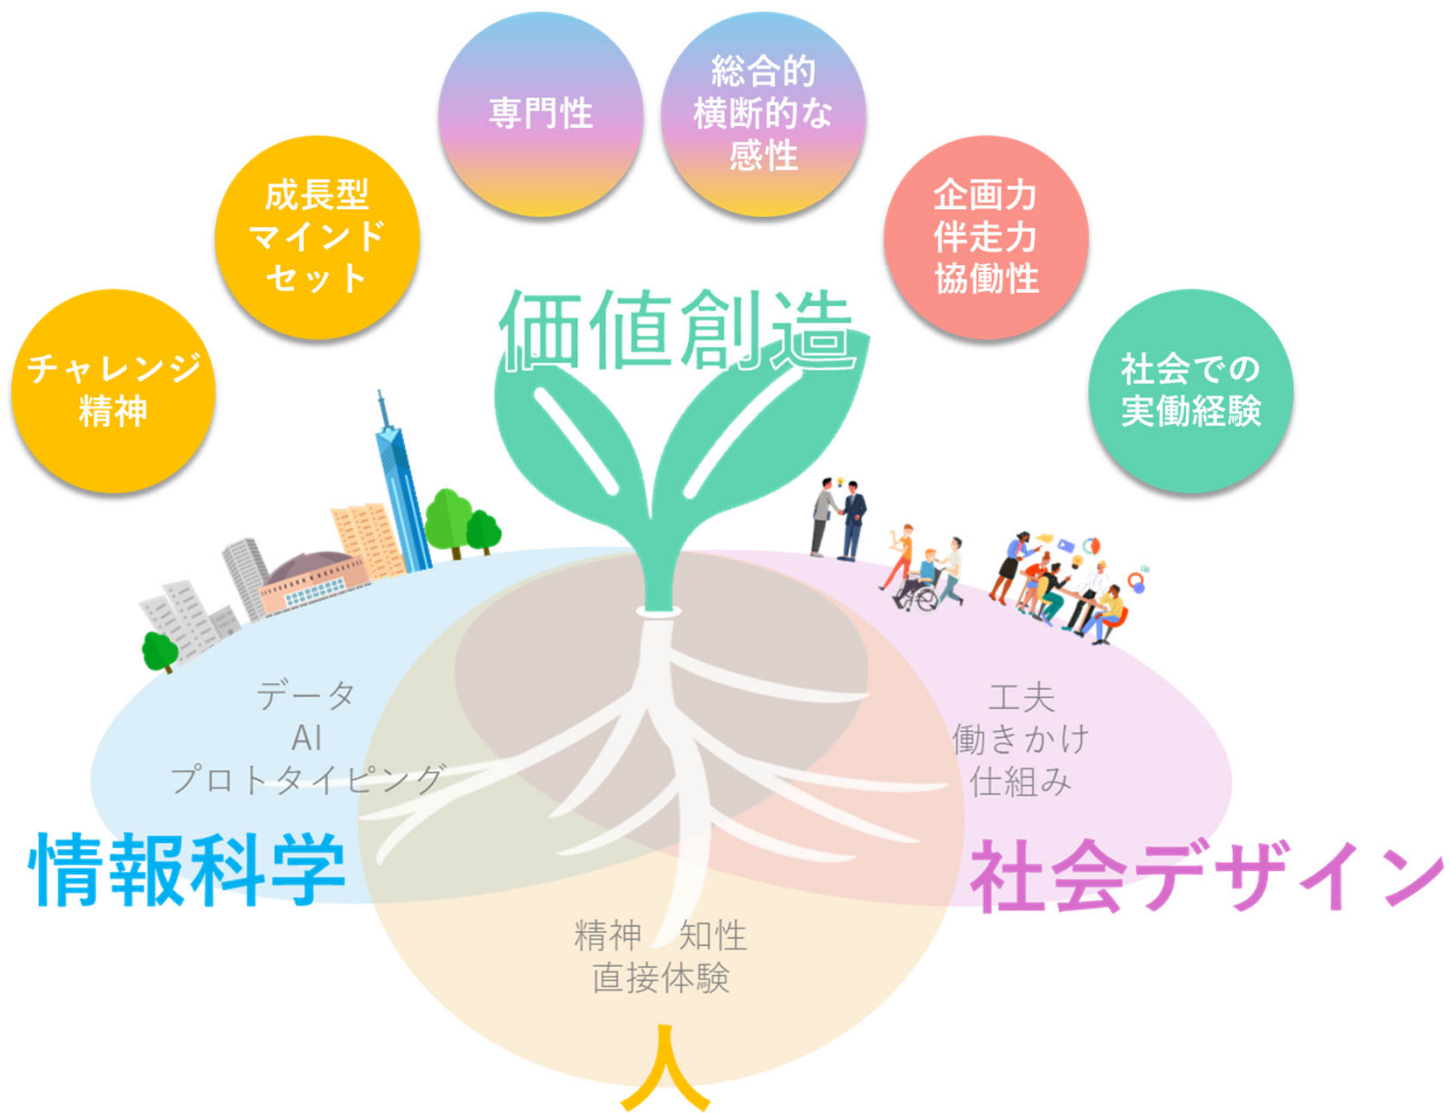 専門性
総合的
横断的な
感性
成長型
マインド
セット
企画力
伴走力
協働性
チャレンジ
精神
価値創造
社会での
実働経験
データ
AI
プロトタイピング
情報科学
工夫
働きかけ
仕組み
社会デザイン
精神　知性
直接体験
人